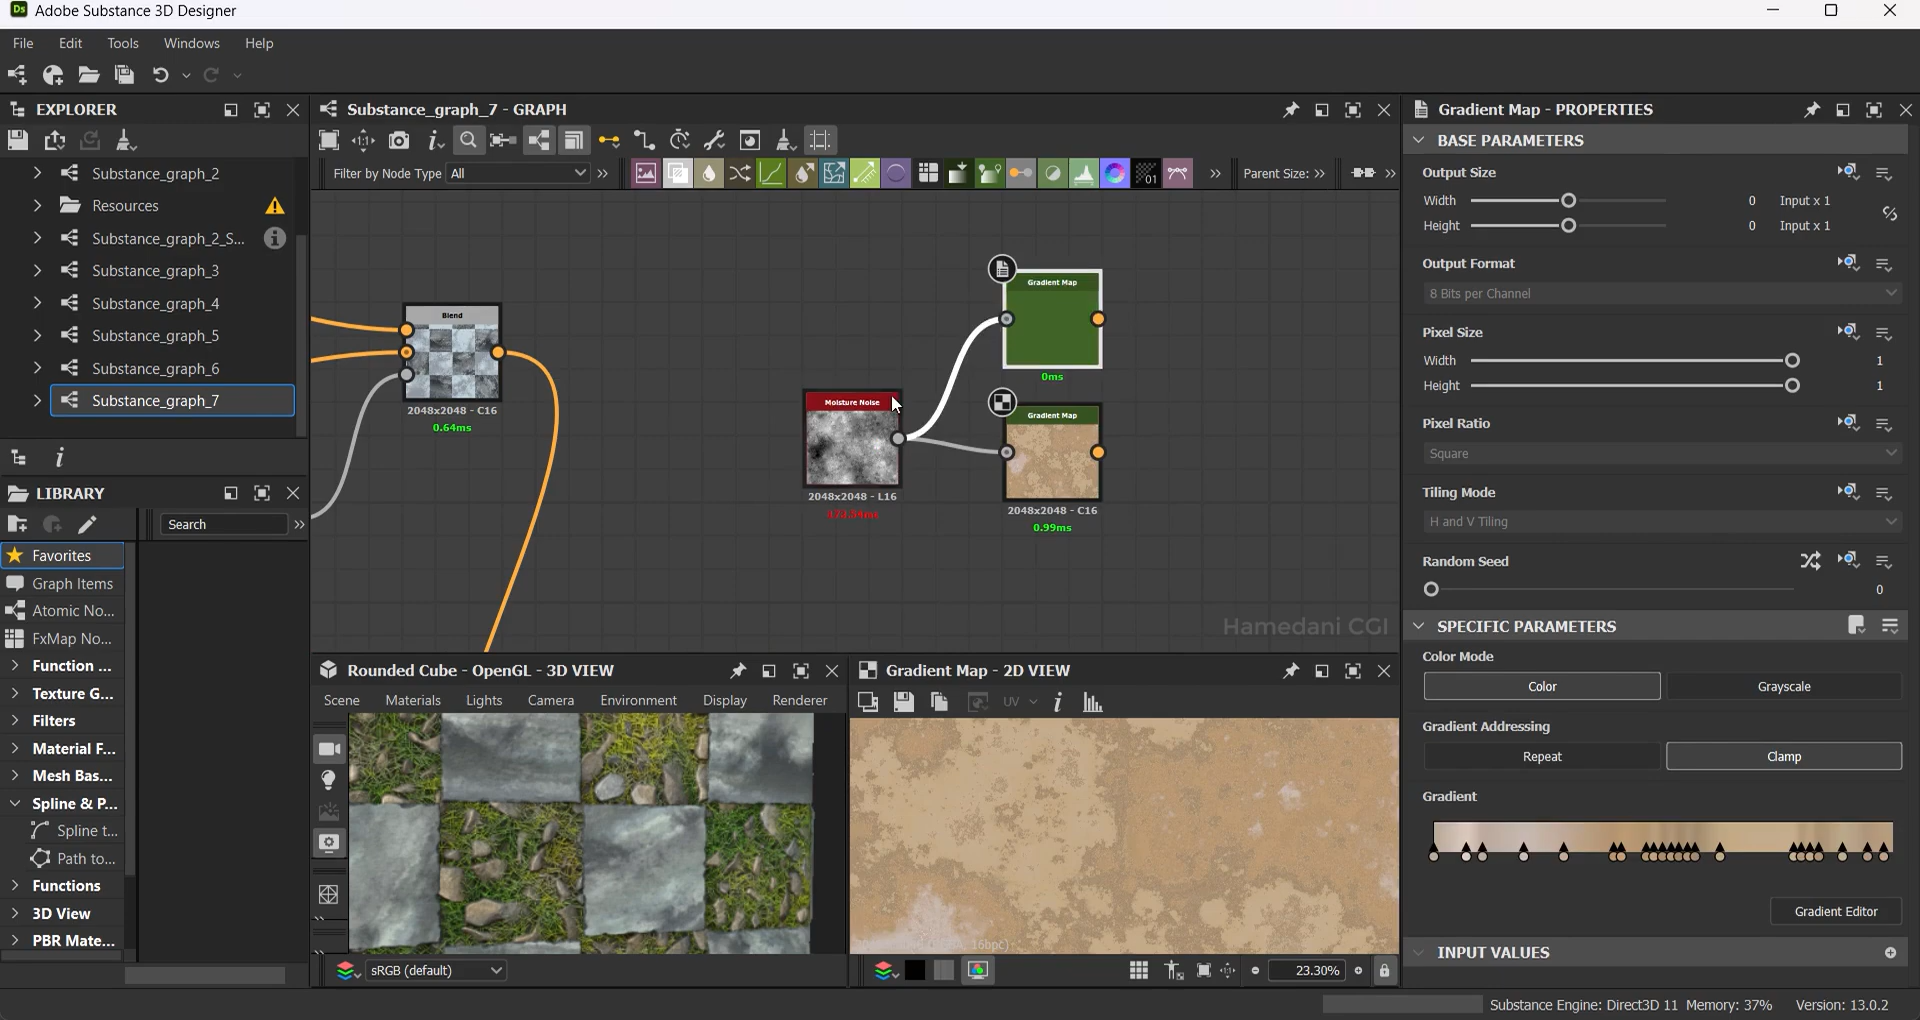 Ds Adobe Substance 3D Designer
File Edit Tools Windows Help
EXPLORER
Substance_graph_2
Resources
Substance_graph_2_S...
Substance_graph_3
Substance_graph_4
Substance_graph_5
Substance_graph_6
Substance_graph_7
LIBRARY
Search
Favorites
Graph Items
Atomic No...
FxMap No...
Function ...
Texture G...
Filters
Material F...
Mesh Bas...
Spline & P...
Spline t...
Path to...
Functions
3D View
PBR Mate...
Substance_graph_7 - GRAPH
Filter by Node Type All
01
Parent Size:
Blend
2048x2048 - C16
0.64ms
Moisture Noise
2048x2048 - L16
Gradient Map
0ms
Gradient Map
2048x2048 - C16
0.99ms
Hamedani CGI
Rounded Cube - OpenGL - 3D VIEW
Scene Materials Lights Camera Environment Display Renderer
sRGB (default)
Gradient Map - 2D VIEW
UV
23.30%
Gradient Map - PROPERTIES
BASE PARAMETERS
Output Size
Width 0 Input x 1
Height 0 Input x 1
Output Format
8 Bits per Channel
Pixel Size
Width 1
Height 1
Pixel Ratio
Square
Tiling Mode
H and V Tiling
Random Seed
0
SPECIFIC PARAMETERS
Color Mode
Color Grayscale
Gradient Addressing
Repeat Clamp
Gradient
Gradient Editor
INPUT VALUES
Substance Engine: Direct3D 11 Memory: 37% Version: 13.0.2